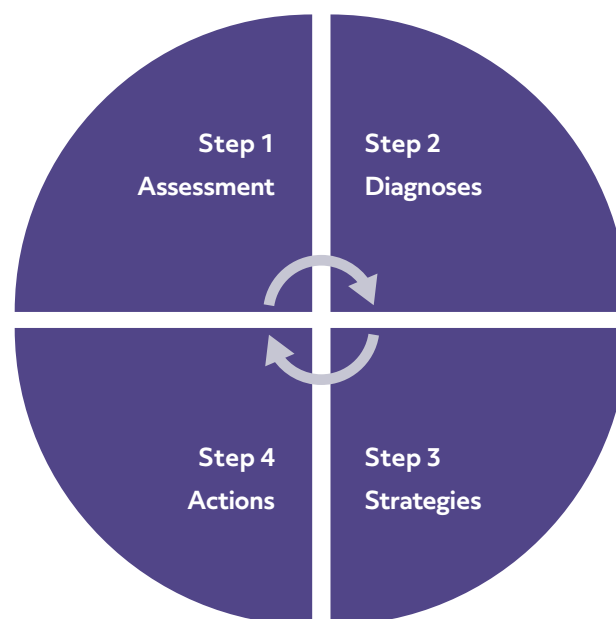 Step 1
Assessment
Step 2
Diagnoses
Step 3
Strategies
Step 4
Actions